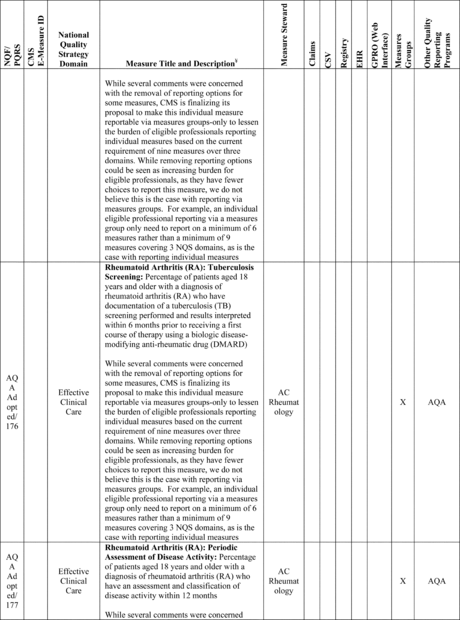 NQF/
PQRS
CMS
E-Measure ID
National
Quality
Strategy
Domain
Measure Title and Description¥
Measure Steward
Claims
CSV
Registry
EHR
GPRO (Web
Interface)
Measures
Groups
Other Quality
Reporting
Programs
While several comments were concerned
with the removal of reporting options for
some measures, CMS is finalizing its
proposal to make this individual measure
reportable via measures groups-only to lessen
the burden of eligible professionals reporting
individual measures based on the current
requirement of nine measures over three
domains. While removing reporting options
could be seen as increasing burden for
eligible professionals, as they have fewer
choices to report this measure, we do not
believe this is the case with reporting via
measures groups.  For example, an individual
eligible professional reporting via a measures
group only need to report on a minimum of 6
measures rather than a minimum of 9
measures covering 3 NQS domains, as is the
case with reporting individual measures
AQ
A
Ad
opt
ed/
176
Effective
Clinical
Care
Rheumatoid Arthritis (RA): Tuberculosis
Screening: Percentage of patients aged 18
years and older with a diagnosis of
rheumatoid arthritis (RA) who have
documentation of a tuberculosis (TB)
screening performed and results interpreted
within 6 months prior to receiving a first
course of therapy using a biologic disease-
modifying anti-rheumatic drug (DMARD)
While several comments were concerned
with the removal of reporting options for
some measures, CMS is finalizing its
proposal to make this individual measure
reportable via measures groups-only to lessen
the burden of eligible professionals reporting
individual measures based on the current
requirement of nine measures over three
domains. While removing reporting options
could be seen as increasing burden for
eligible professionals, as they have fewer
choices to report this measure, we do not
believe this is the case with reporting via
measures groups.  For example, an individual
eligible professional reporting via a measures
group only need to report on a minimum of 6
measures rather than a minimum of 9
measures covering 3 NQS domains, as is the
case with reporting individual measures
AC
Rheumat
ology
X
AQA
AQ
A
Ad
opt
ed/
177
Effective
Clinical
Care
Rheumatoid Arthritis (RA): Periodic
Assessment of Disease Activity: Percentage
of patients aged 18 years and older with a
diagnosis of rheumatoid arthritis (RA) who
have an assessment and classification of
disease activity within 12 months
While several comments were concerned
AC
Rheumat
ology
X
AQA